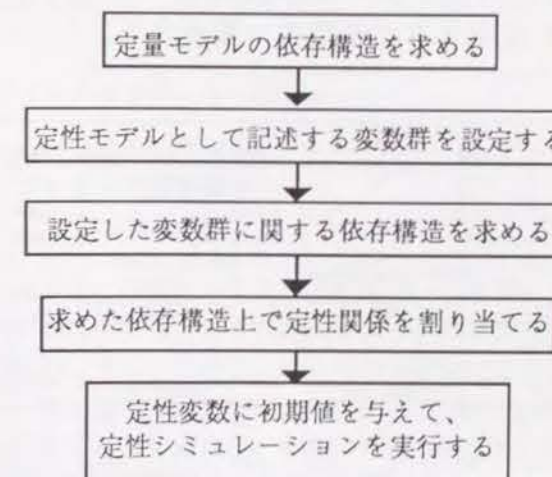 定量モデルの依存構造を求める
定性モデルとして記述する変数群を設定する
設定した変数群に関する依存構造を求める
求めた依存構造上で定性関係を割り当てる
定性変数に初期値を与えて、
定性シミュレーションを実行する